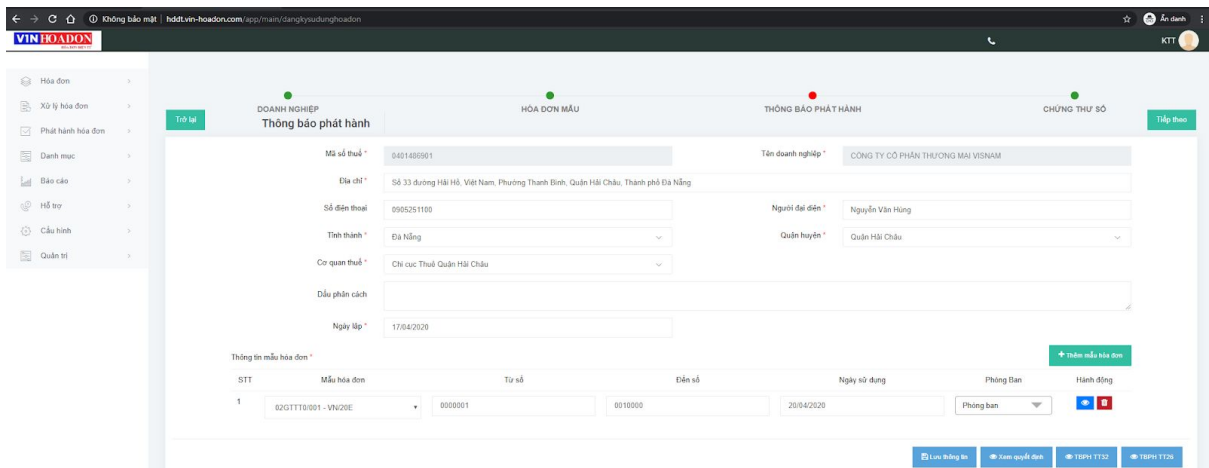 Không bảo mật | hddt.vin-hoadon.com/app/main/dangkysudunghoadon
Ẩn danh
VIN HOADON
KTT
Hóa đơn
Xử lý hóa đơn
Phát hành hóa đơn
Danh mục
Báo cáo
Hỗ trợ
Cấu hình
Quản trị
DOANH NGHIỆP
HÓA ĐƠN MẪU
THÔNG BÁO PHÁT HÀNH
CHỨNG THƯ SỐ
Trở lại
Thông báo phát hành
Tiếp theo
Mã số thuế *
0401486901
Tên doanh nghiệp *
CÔNG TY CỔ PHẦN THƯƠNG MẠI VISNAM
Địa chỉ *
Số 33 đường Hải Hồ, Việt Nam, Phường Thanh Bình, Quận Hải Châu, Thành phố Đà Nẵng
Số điện thoại
0905251100
Người đại diện *
Nguyễn Văn Hùng
Tỉnh thành *
Đà Nẵng
Quận huyện *
Quận Hải Châu
Cơ quan thuế *
Chi cục Thuế Quận Hải Châu
Dấu phân cách
Ngày lập *
17/04/2020
Thông tin mẫu hóa đơn *
+ Thêm mẫu hóa đơn
STT
Mẫu hóa đơn
Từ số
Đến số
Ngày sử dụng
Phòng Ban
Hành động
1
02GTTT0/001 - VN/20E
0000001
0010000
20/04/2020
Phòng ban
Lưu thông tin
Xem quyết định
TBPH TT32
TBPH TT26